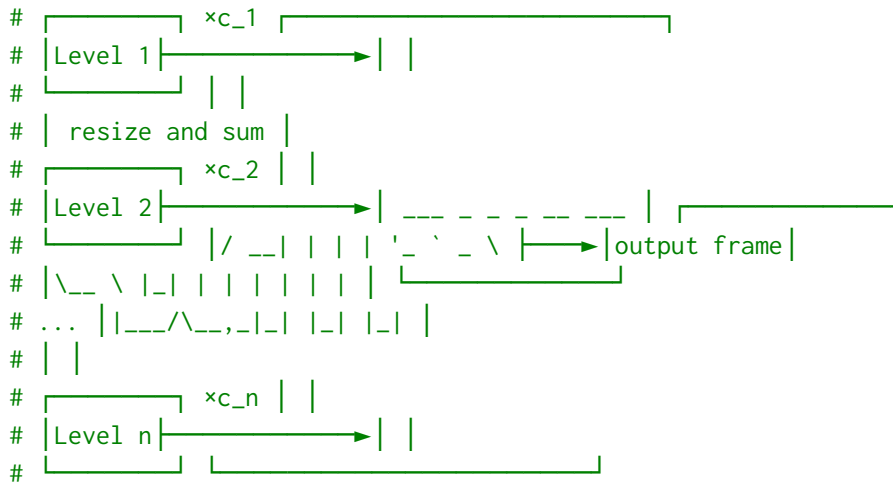 # ┌───────┐ ×c_1 ┌────────────────────┐
# │Level 1├──────────►│ │
# └───────┘ │ │
# │ resize and sum │
# ┌───────┐ ×c_2 │ │
# │Level 2├──────────►│ ___ _ _ _ __ ___ │ ┌────────────
# └───────┘ │/ __| | | | '_ ` _ \ ├───►│output frame│
# │\__ \ |_| | | | | | | │ └────────────┘
# ... ││___/\__,_|_| |_| |_| │
# │ │
# ┌───────┐ ×c_n │ │
# │Level n├──────────►│ │
# └───────┘ └────────────────────┘